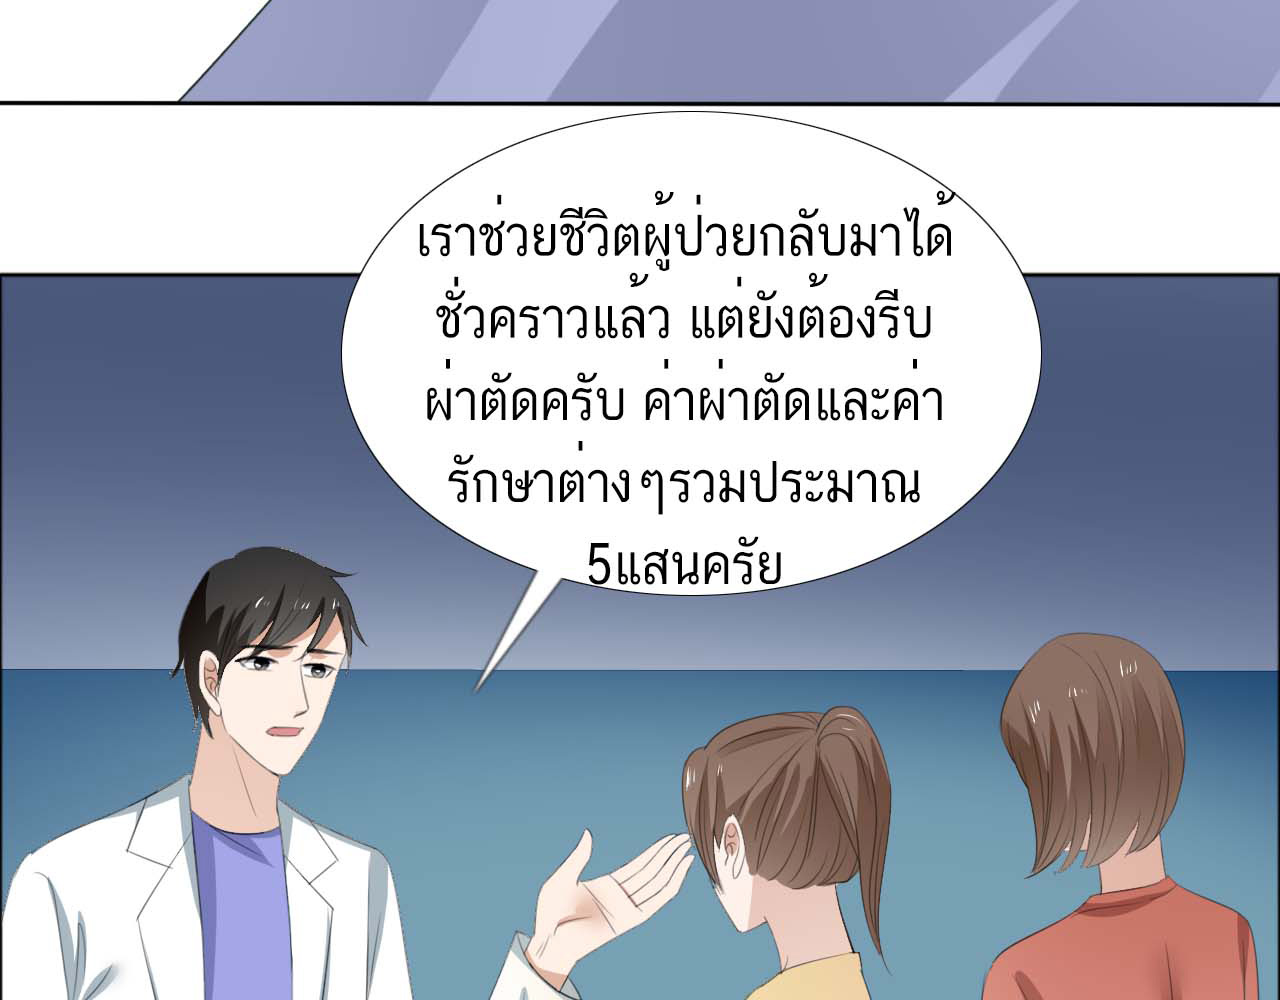 เราช่วยชีวิตผู้ป่วยกลับมาได้
ชั่วคราวแล้ว แต่ยังต้องรีบ
ผ่าตัดครับ ค่าผ่าตัดและค่า
รักษาต่างๆรวมประมาณ
5แสนครัย